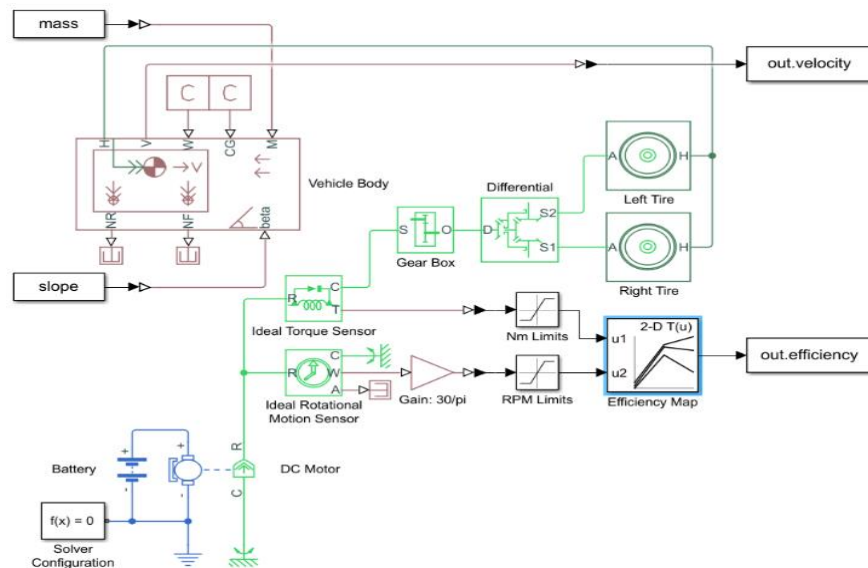 mass
out.velocity
C C
H V W CG M
Vehicle Body
NR NF beta
Differential
A H
Left Tire
S2
S O
D
S1
A H
Gear Box
Right Tire
slope
R C
T
Ideal Torque Sensor
Nm Limits
2-D T(u)
u1
u2
out.efficiency
R C
W
A
Ideal Rotational
Motion Sensor
Gain: 30/pi
RPM Limits
Efficiency Map
R
Battery
+
+
DC Motor
-
-
C
f(x) = 0
Solver
Configuration